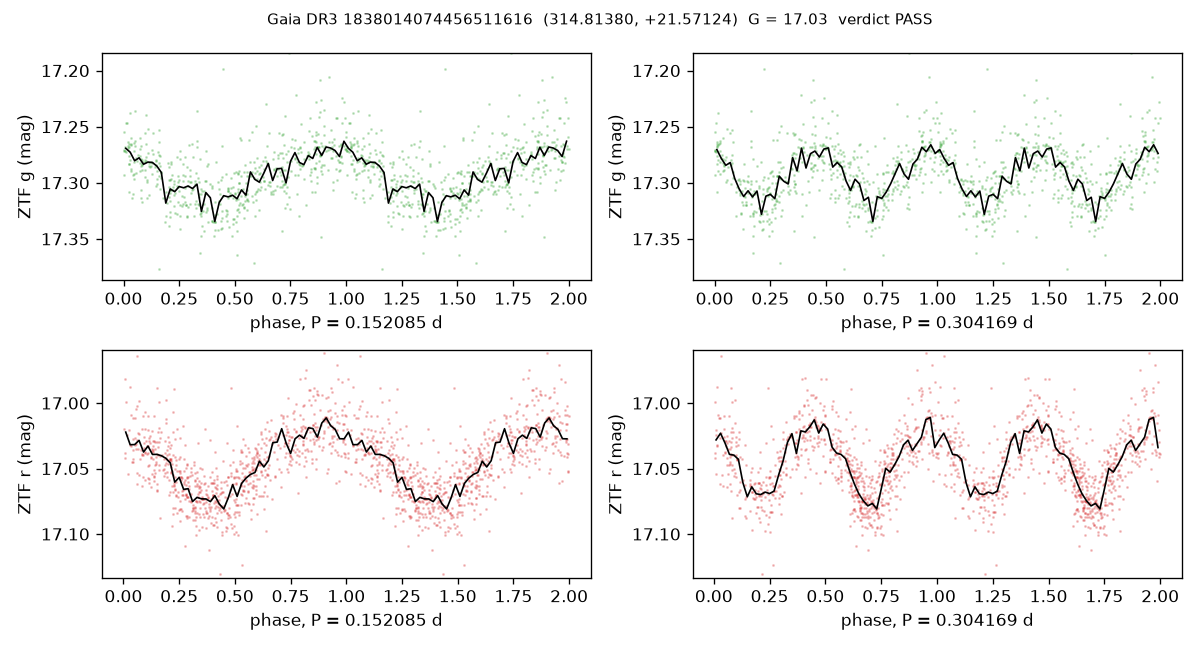 Gaia DR3 1838014074456511616  (314.81380, +21.57124)  G = 17.03  verdict PASS
ZTF g (mag)
17.20
17.25
17.30
17.35
0.00 0.25 0.50 0.75 1.00 1.25 1.50 1.75 2.00
phase, P = 0.152085 d
ZTF g (mag)
17.20
17.25
17.30
17.35
0.00 0.25 0.50 0.75 1.00 1.25 1.50 1.75 2.00
phase, P = 0.304169 d
ZTF r (mag)
17.00
17.05
17.10
0.00 0.25 0.50 0.75 1.00 1.25 1.50 1.75 2.00
phase, P = 0.152085 d
ZTF r (mag)
17.00
17.05
17.10
0.00 0.25 0.50 0.75 1.00 1.25 1.50 1.75 2.00
phase, P = 0.304169 d